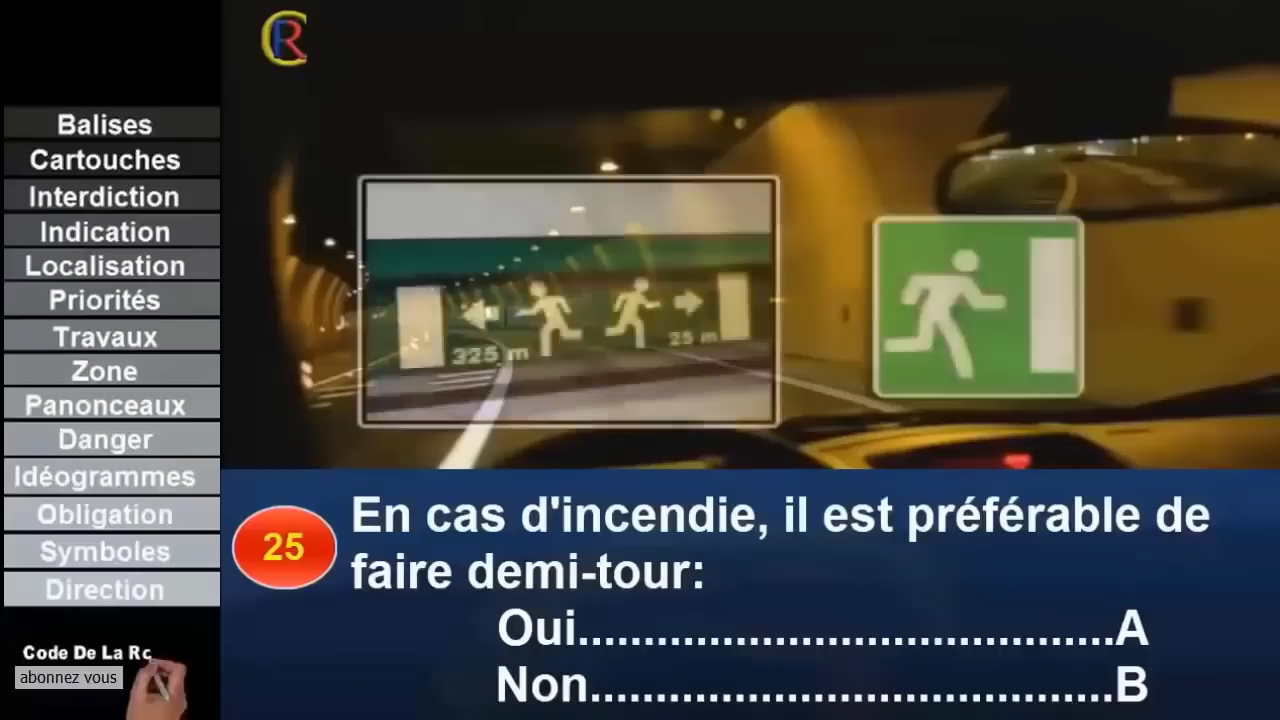 CR
Balises
Cartouches
Interdiction
Indication
Localisation
Priorités
Travaux
Zone
Panonceaux
Danger
Idéogrammes
Obligation
Symboles
Direction
Code De La Rc
abonnez vous
325 m
25 m
25
En cas d'incendie, il est préférable de
faire demi-tour:
Oui......................................A
Non.....................................B